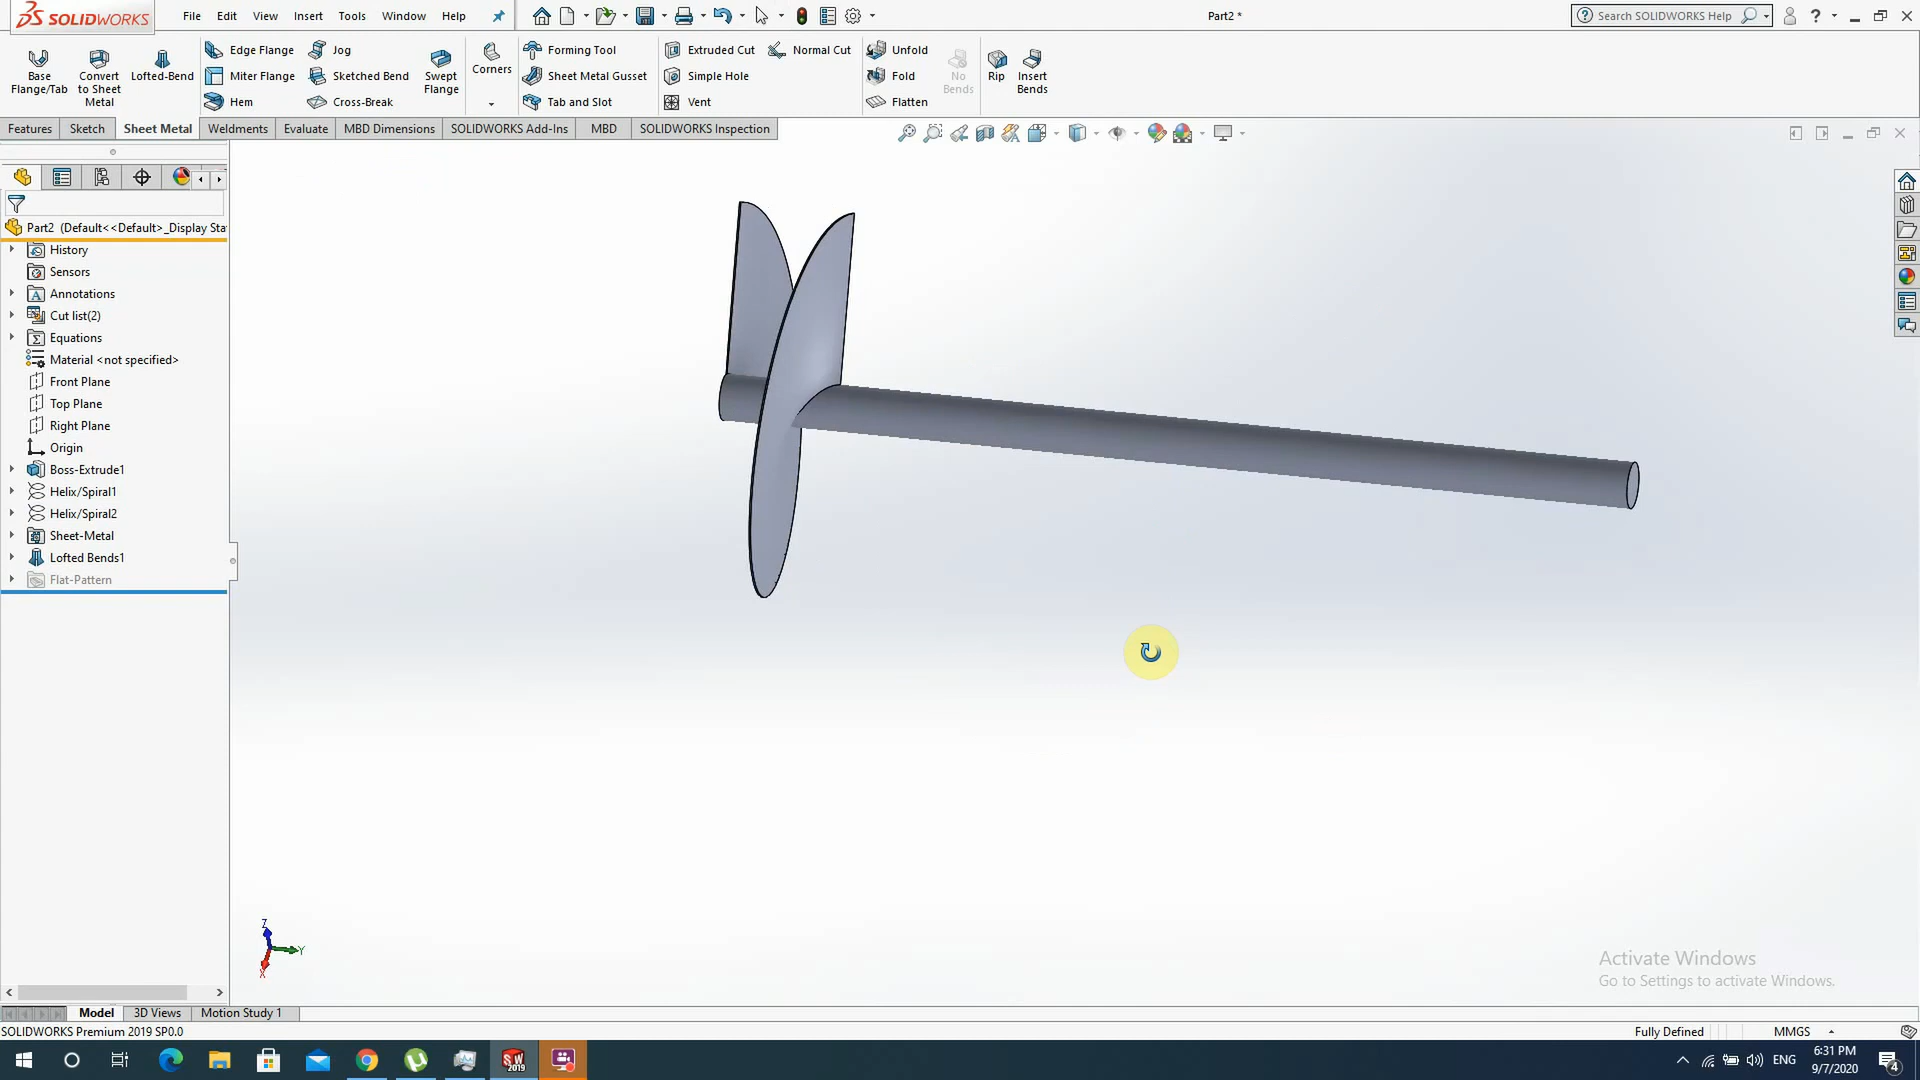 SOLIDWORKS
File Edit View Insert Tools Window Help
Part2 *
Search SOLIDWORKS Help
Base Flange/Tab
Convert to Sheet Metal
Lofted-Bend
Edge Flange
Miter Flange
Hem
Jog
Sketched Bend
Cross-Break
Swept Flange
Corners
Forming Tool
Sheet Metal Gusset
Tab and Slot
Extruded Cut
Simple Hole
Vent
Normal Cut
Unfold
Fold
Flatten
No Bends
Rip
Insert Bends
Features Sketch Sheet Metal Weldments Evaluate MBD Dimensions SOLIDWORKS Add-Ins MBD SOLIDWORKS Inspection
Part2 (Default<<Default>_Display Sta
History
Sensors
Annotations
Cut list(2)
Equations
Material <not specified>
Front Plane
Top Plane
Right Plane
Origin
Boss-Extrude1
Helix/Spiral1
Helix/Spiral2
Sheet-Metal
Lofted Bends1
Flat-Pattern
Z
Y
X
Activate Windows
Go to Settings to activate Windows.
Model 3D Views Motion Study 1
SOLIDWORKS Premium 2019 SP0.0
Fully Defined MMGS
SW 2019
ENG
6:31 PM
9/7/2020
4